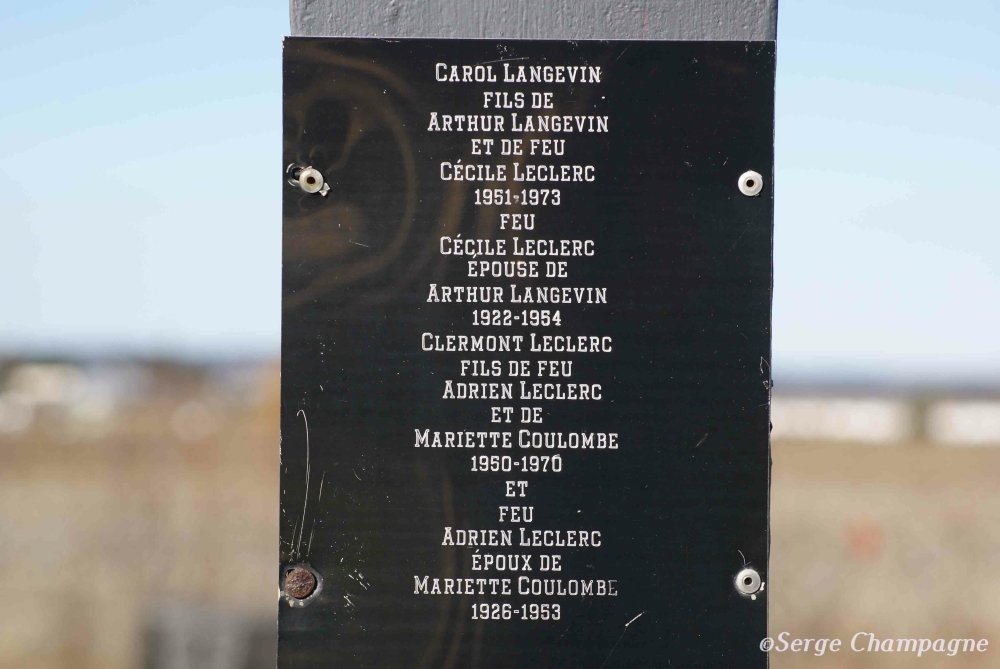 Carol Langevin
fils de
Arthur Langevin
et de feu
Cécile Leclerc
1951-1973
feu
Cécile Leclerc
épouse de
Arthur Langevin
1922-1954
Clermont Leclerc
fils de feu
Adrien Leclerc
et de
Mariette Coulombe
1950-1970
et
feu
Adrien Leclerc
époux de
Mariette Coulombe
1926-1953
©Serge Champagne